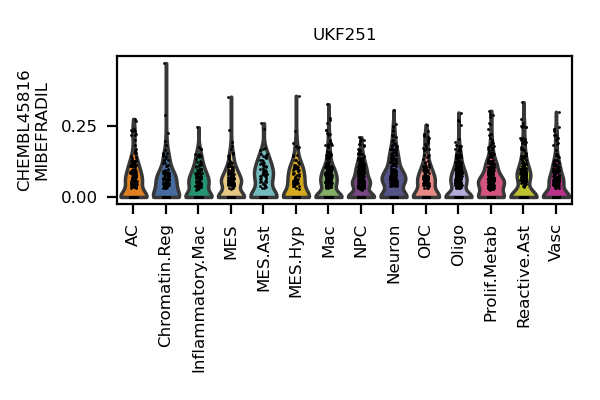 UKF251
CHEMBL45816
MIBEFRADIL
0.25
0.00
AC
Chromatin.Reg
Inflammatory.Mac
MES
MES.Ast
MES.Hyp
Mac
NPC
Neuron
OPC
Oligo
Prolif.Metab
Reactive.Ast
Vasc